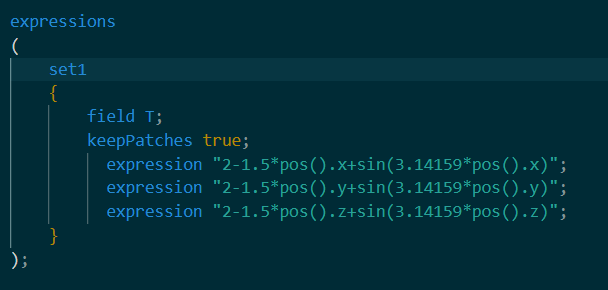 expressions
(
    set1
    {
        field T;
        keepPatches true;
          expression "2-1.5*pos().x+sin(3.14159*pos().x)";
          expression "2-1.5*pos().y+sin(3.14159*pos().y)";
          expression "2-1.5*pos().z+sin(3.14159*pos().z)";
    }
);